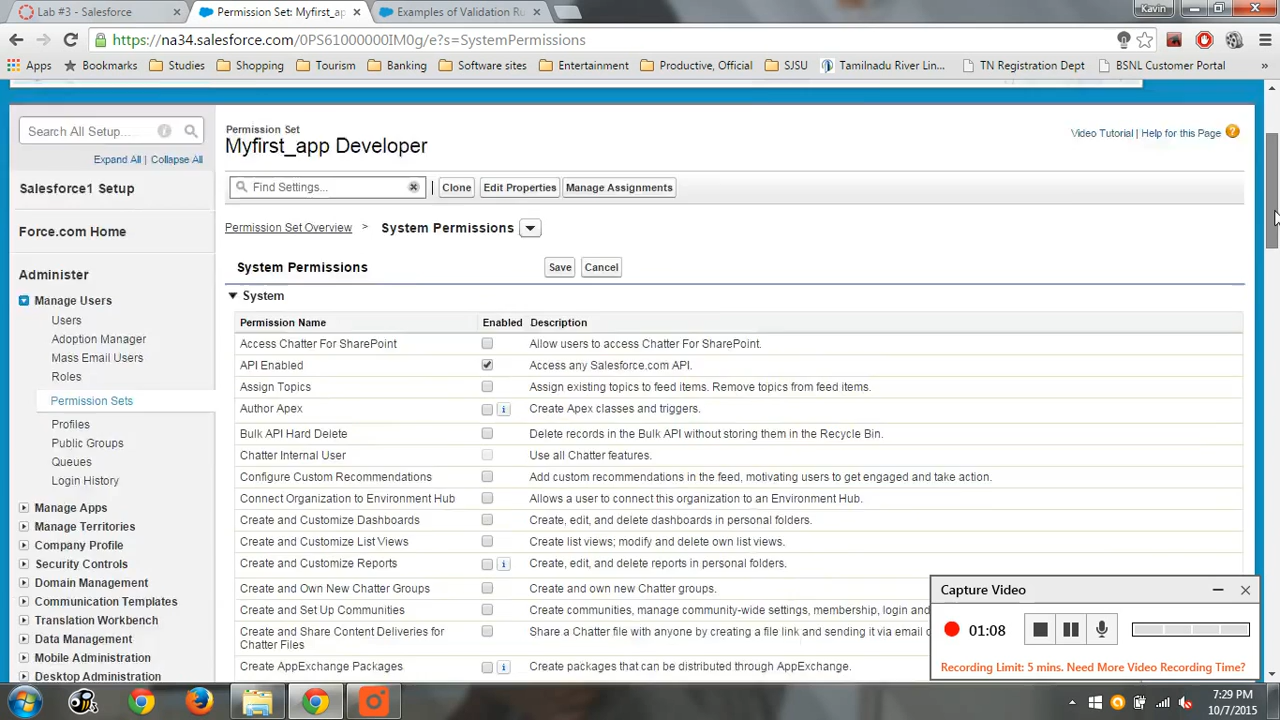 Lab #3 - Salesforce
Permission Set: Myfirst_ap
Examples of Validation Ru
Kavin
https://na34.salesforce.com/0PS61000000IM0g/e?s=SystemPermissions
Apps
Bookmarks
Studies
Shopping
Tourism
Banking
Software sites
Entertainment
Productive, Official
SJSU
Tamilnadu River Lin...
TN Registration Dept
BSNL Customer Portal
»
Search All Setup...
Expand All | Collapse All
Salesforce1 Setup
Force.com Home
Administer
Manage Users
Users
Adoption Manager
Mass Email Users
Roles
Permission Sets
Profiles
Public Groups
Queues
Login History
Manage Apps
Manage Territories
Company Profile
Security Controls
Domain Management
Communication Templates
Translation Workbench
Data Management
Mobile Administration
Desktop Administration
Permission Set
Myfirst_app Developer
Video Tutorial | Help for this Page
Find Settings...
Clone
Edit Properties
Manage Assignments
Permission Set Overview > System Permissions
System Permissions
Save
Cancel
System
Permission Name Enabled Description
Access Chatter For SharePoint Allow users to access Chatter For SharePoint.
API Enabled Access any Salesforce.com API.
Assign Topics Assign existing topics to feed items. Remove topics from feed items.
Author Apex Create Apex classes and triggers.
Bulk API Hard Delete Delete records in the Bulk API without storing them in the Recycle Bin.
Chatter Internal User Use all Chatter features.
Configure Custom Recommendations Add custom recommendations in the feed, motivating users to get engaged and take action.
Connect Organization to Environment Hub Allows a user to connect this organization to an Environment Hub.
Create and Customize Dashboards Create, edit, and delete dashboards in personal folders.
Create and Customize List Views Create list views; modify and delete own list views.
Create and Customize Reports Create, edit, and delete reports in personal folders.
Create and Own New Chatter Groups Create and own new Chatter groups.
Create and Set Up Communities Create communities, manage community-wide settings, membership, login and
Create and Share Content Deliveries for Share a Chatter file with anyone by creating a file link and sending it via email
Chatter Files
Create AppExchange Packages Create packages that can be distributed through AppExchange.
Capture Video
01:08
Recording Limit: 5 mins. Need More Video Recording Time?
7:29 PM
10/7/2015